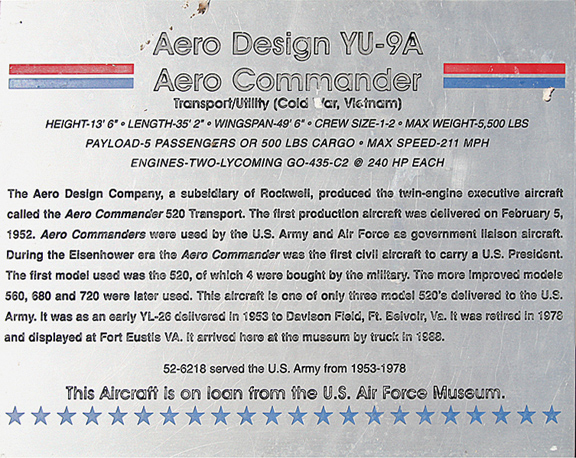 Aero Design YU-9A
Aero Commander
Transport/Utility (Cold War, Vietnam)
HEIGHT-13' 6" • LENGTH-35' 2" • WINGSPAN-49' 6" • CREW SIZE-1-2 • MAX WEIGHT-5,500 LBS
PAYLOAD-5 PASSENGERS OR 500 LBS CARGO • MAX SPEED-211 MPH
ENGINES-TWO-LYCOMING GO-435-C2 @ 240 HP EACH
The Aero Design Company, a subsidiary of Rockwell, produced the twin-engine executive aircraft
called the Aero Commander 520 Transport. The first production aircraft was delivered on February 5,
1952. Aero Commanders were used by the U.S. Army and Air Force as government liaison aircraft.
During the Eisenhower era the Aero Commander was the first civil aircraft to carry a U.S. President.
The first model used was the 520, of which 4 were bought by the military. The more improved models
560, 680 and 720 were later used. This aircraft is one of only three model 520's delivered to the U.S.
Army. It was as an early YL-26 delivered in 1953 to Davison Field, Ft. Belvoir, Va. It was retired in 1978
and displayed at Fort Eustis VA. It arrived here at the museum by truck in 1988.
52-6218 served the U.S. Army from 1953-1978
This Aircraft is on loan from the U.S. Air Force Museum.